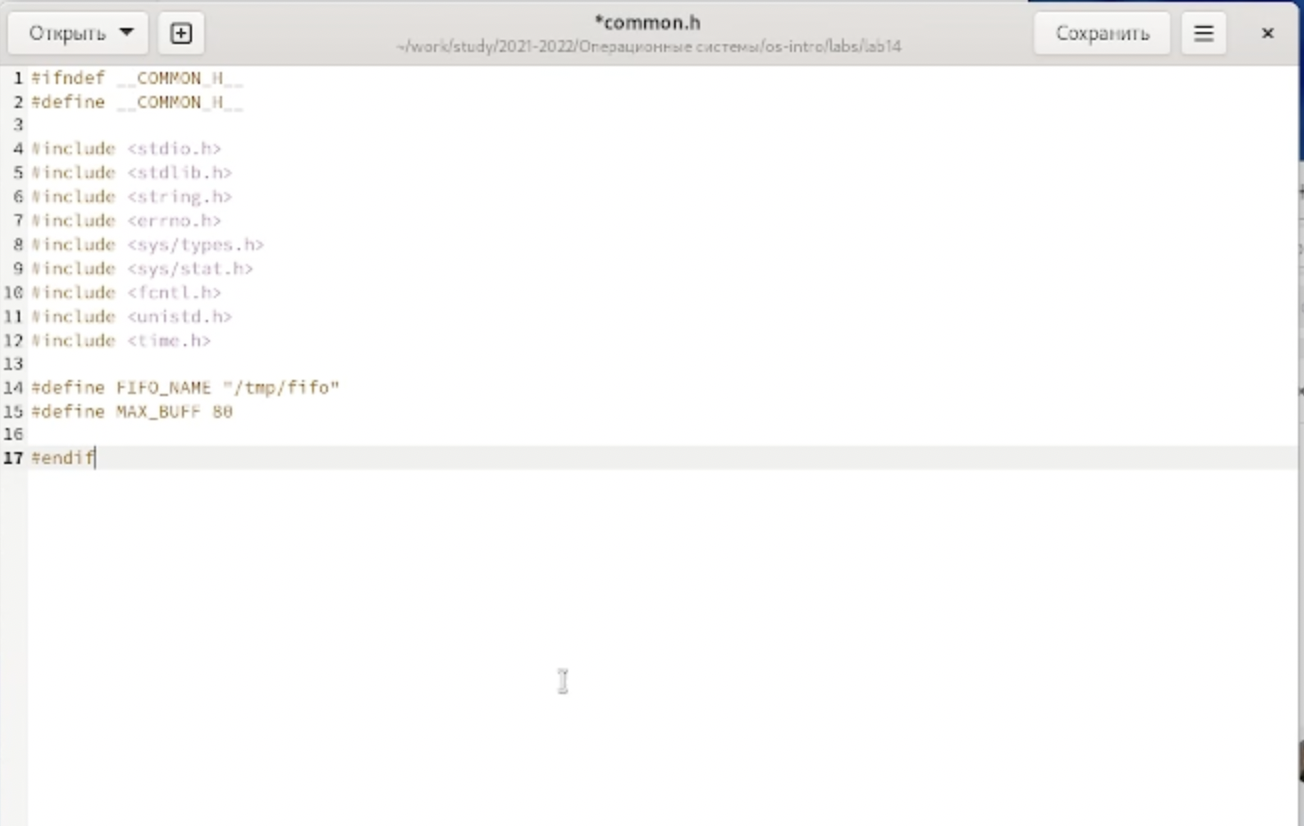 Открыть
*common.h
~/work/study/2021-2022/Операционные системы/os-intro/labs/lab14
Сохранить
1 #ifndef __COMMON_H__
2 #define __COMMON_H__
3
4 #include <stdio.h>
5 #include <stdlib.h>
6 #include <string.h>
7 #include <errno.h>
8 #include <sys/types.h>
9 #include <sys/stat.h>
10 #include <fcntl.h>
11 #include <unistd.h>
12 #include <time.h>
13
14 #define FIFO_NAME "/tmp/fifo"
15 #define MAX_BUFF 80
16
17 #endif